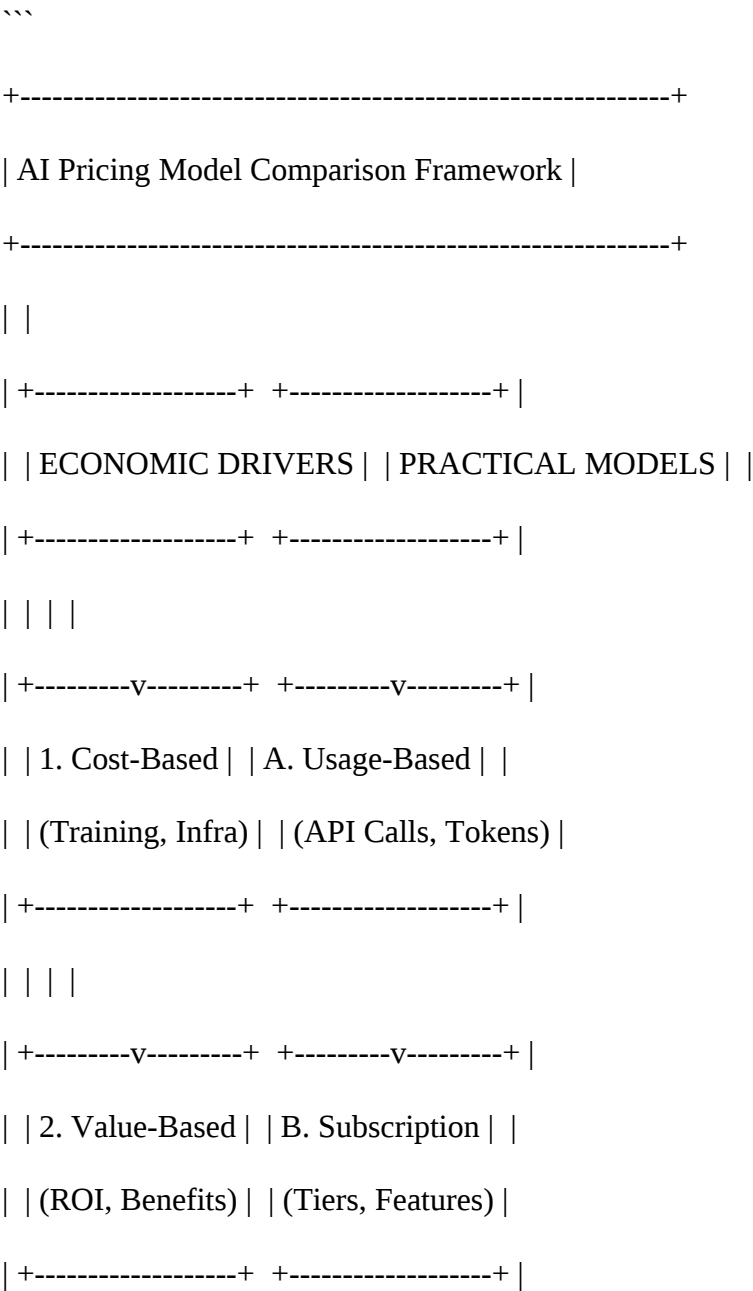 ```
+-------------------------------------------------------------+
| AI Pricing Model Comparison Framework |
+-------------------------------------------------------------+
| |
| +-------------------+ +-------------------+ |
| | ECONOMIC DRIVERS | | PRACTICAL MODELS | |
| +-------------------+ +-------------------+ |
| | | |
| +---------v---------+ +---------v---------+ |
| | 1. Cost-Based | | A. Usage-Based | |
| | (Training, Infra) | | (API Calls, Tokens) |
| +-------------------+ +-------------------+ |
| | | |
| +---------v---------+ +---------v---------+ |
| | 2. Value-Based | | B. Subscription | |
| | (ROI, Benefits) | | (Tiers, Features) |
| +-------------------+ +-------------------+ |